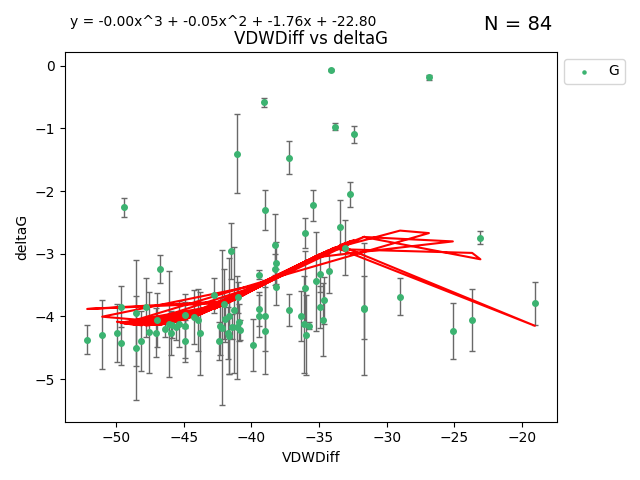 y = -0.00x^3 + -0.05x^2 + -1.76x + -22.80
N = 84
VDWDiff vs deltaG
G
0
−1
−2
−3
−4
−5
deltaG
−50 −45 −40 −35 −30 −25 −20
VDWDiff